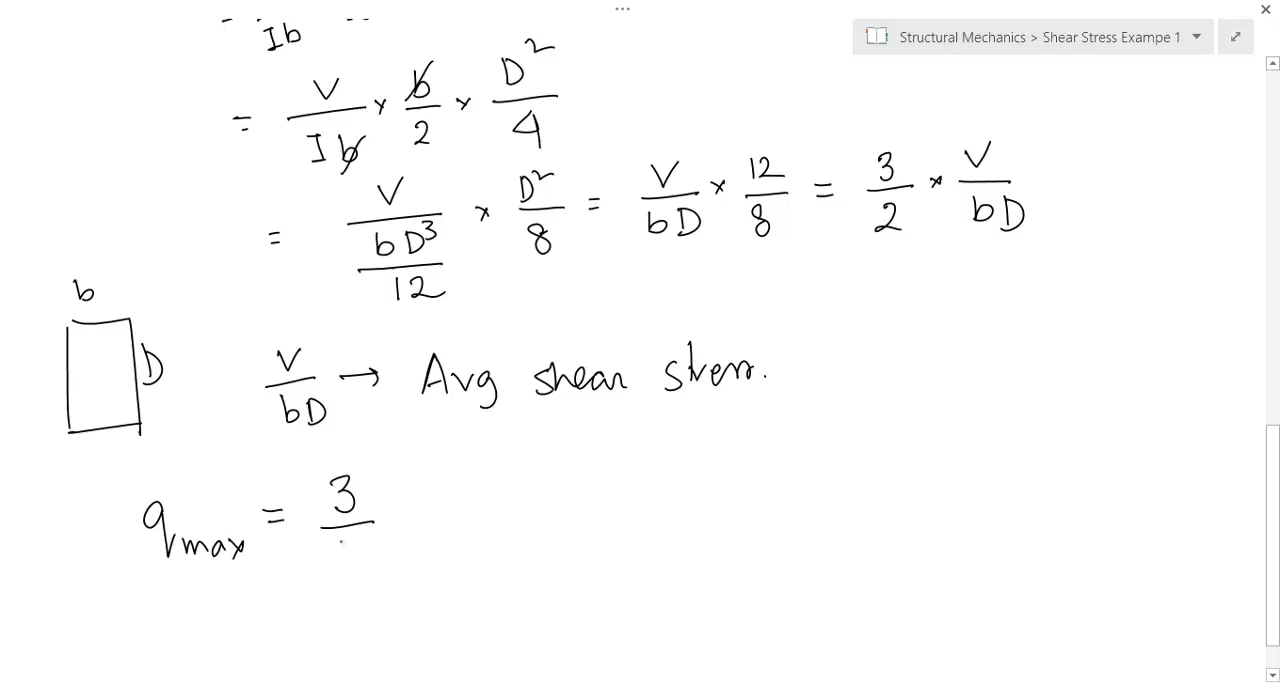 ...
Structural Mechanics > Shear Stress Exampe 1
Ib
= V/Ib × b/2 × D²/4
= V/(bD³/12) × D²/8 = V/bD × 12/8 = 3/2 × V/bD
b
D
V/bD → Avg shear stress.
qmax = 3/